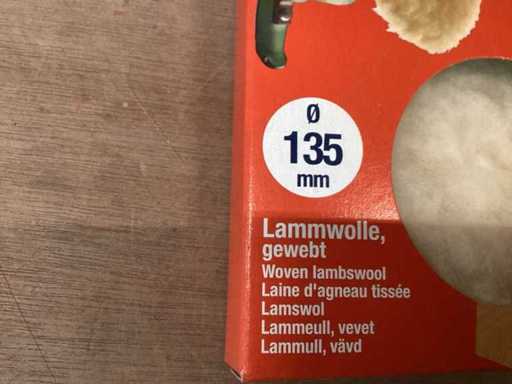 Ø
135
mm
Lammwolle,
gewebt
Woven lambswool
Laine d'agneau tissée
Lamswol
Lammeull, vevet
Lammull, vävd